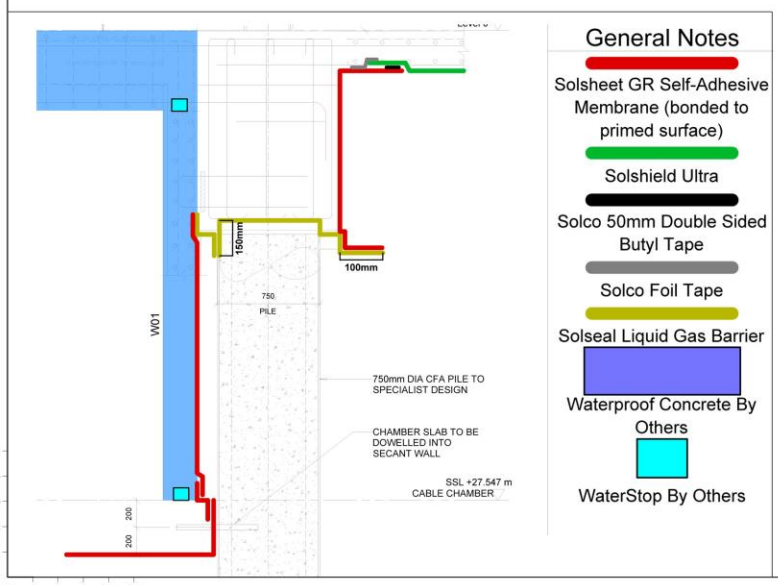 General Notes
Solsheet GR Self-Adhesive
Membrane (bonded to
primed surface)
Solshield Ultra
Solco 50mm Double Sided
Butyl Tape
Solco Foil Tape
Solseal Liquid Gas Barrier
Waterproof Concrete By
Others
WaterStop By Others
150mm
100mm
W01
750
PILE
750mm DIA CFA PILE TO
SPECIALIST DESIGN
CHAMBER SLAB TO BE
DOWELLED INTO
SECANT WALL
SSL +27.547 m
CABLE CHAMBER
200
200